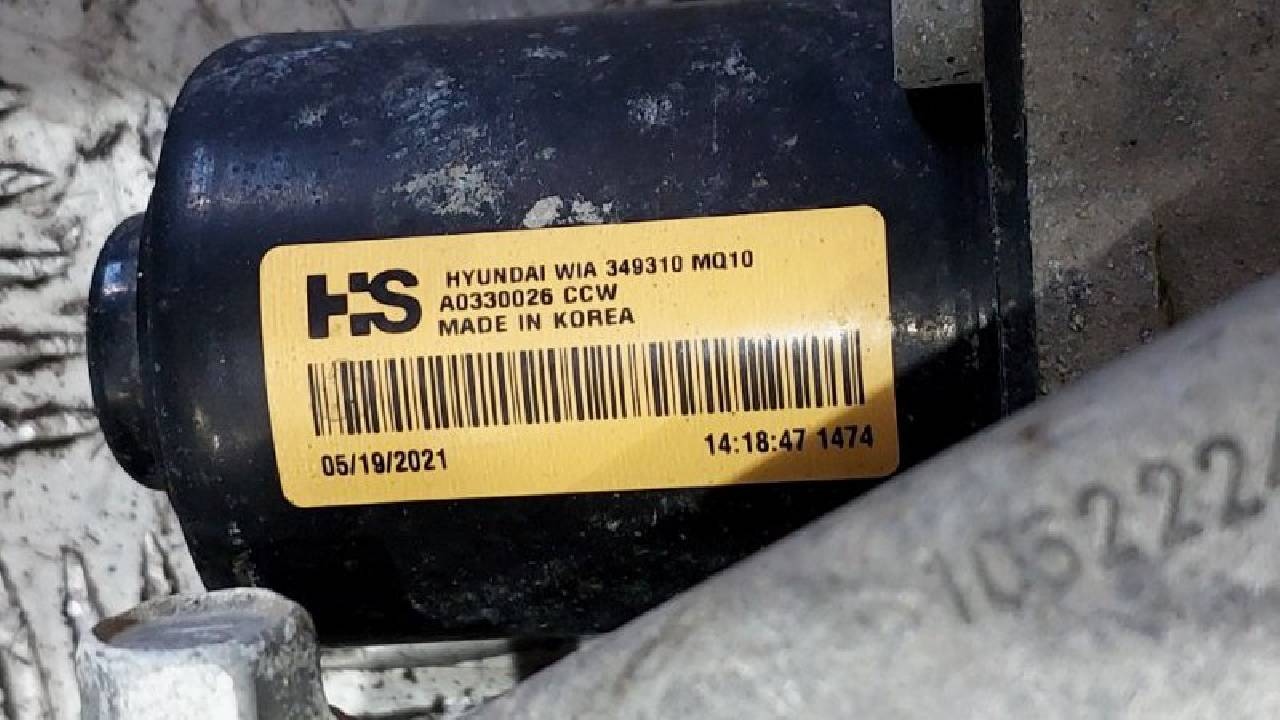 HS
HYUNDAI WIA 349310 MQ10
A0330026 CCW
MADE IN KOREA
05/19/2021
14:18:47 1474